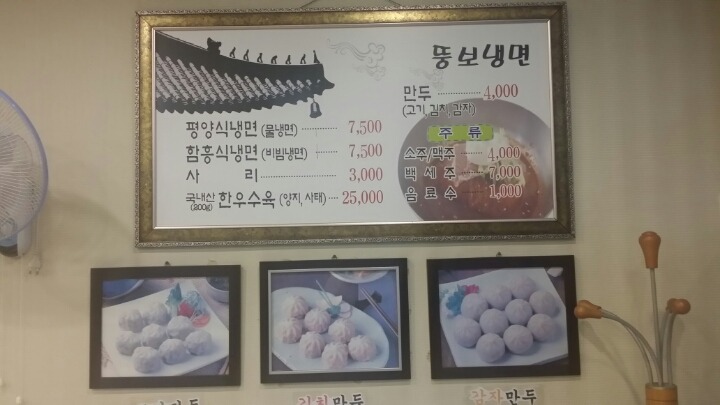 뚱보냉면
평양식냉면 (물냉면) 7,500
함흥식냉면 (비빔냉면) 7,500
사리 3,000
국내산 (200g) 한우수육 (양지, 사태) 25,000
만두 4,000
(고기, 김치, 감자)
주류
소주/맥주 4,000
백세주 7,000
음료수 1,000
김치만두
감자만두